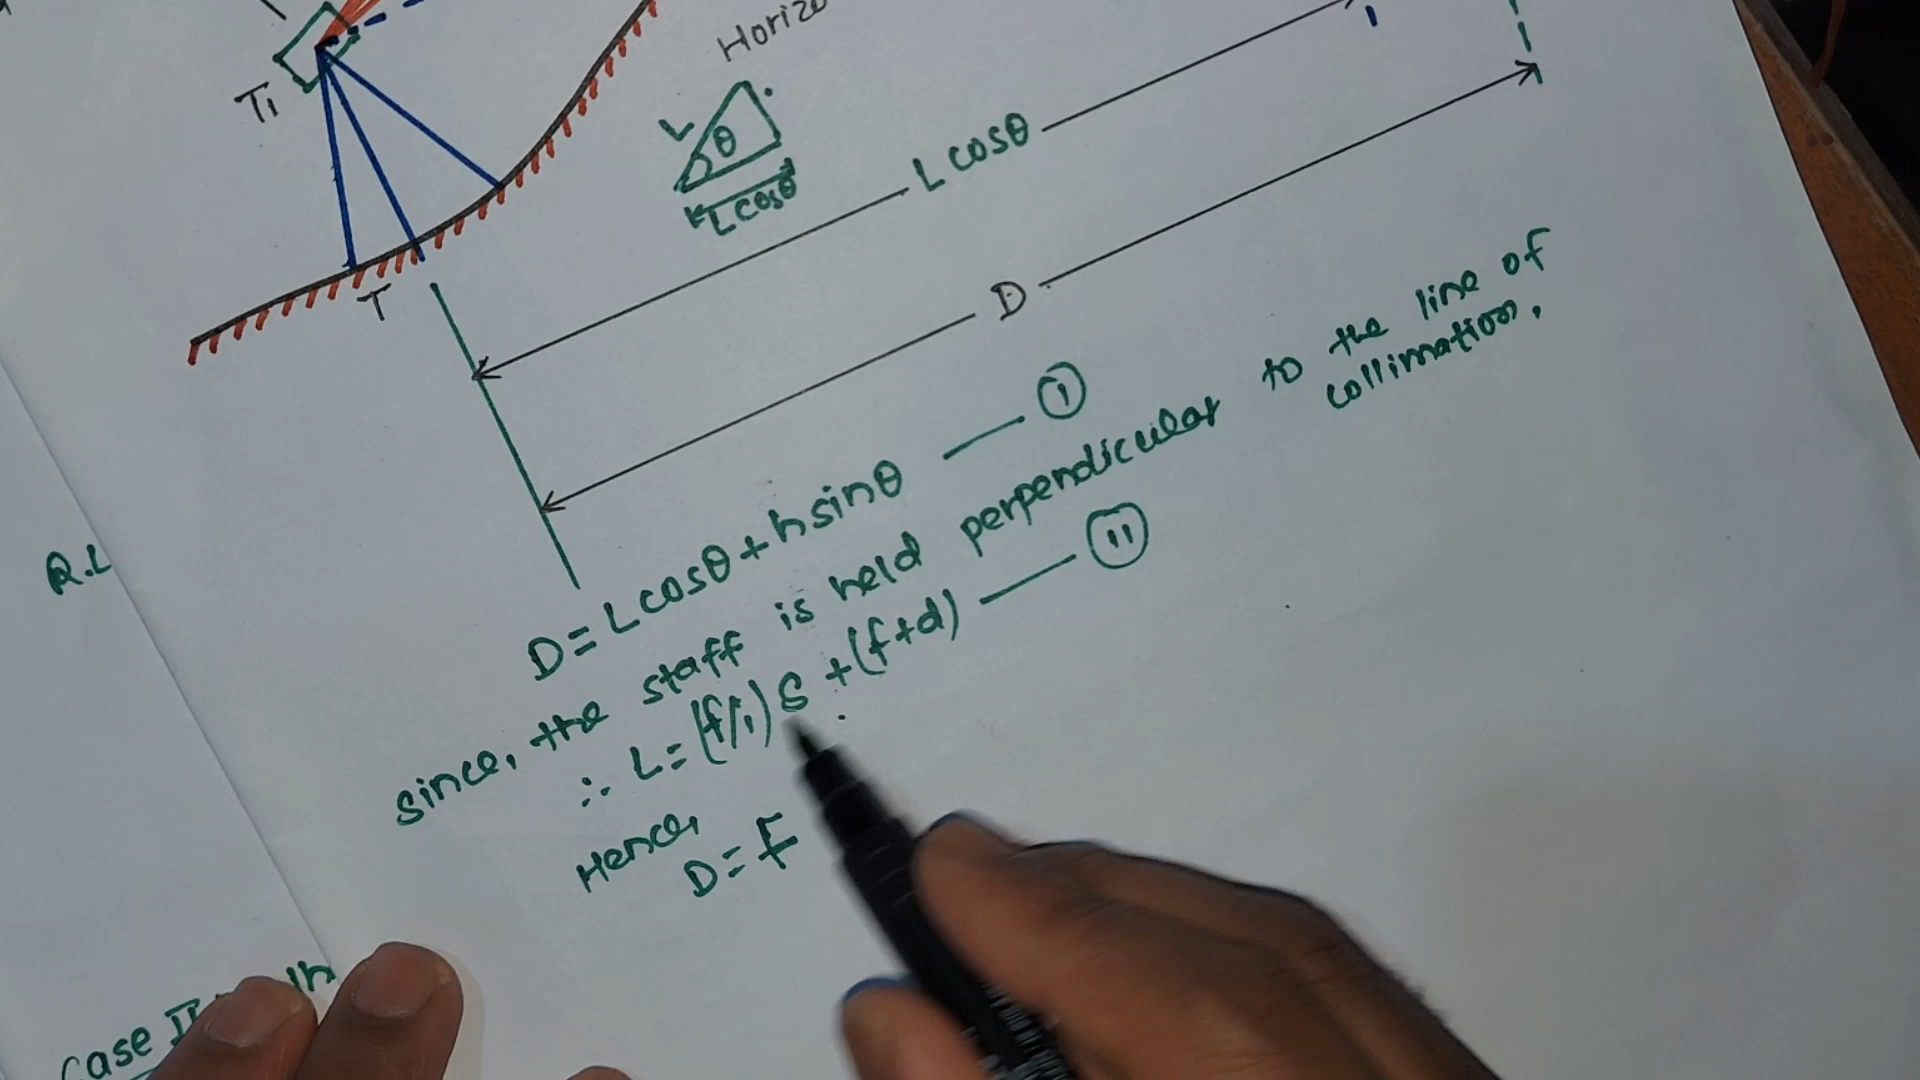 T1
L
θ
L cosθ
L cosθ
T
D
D = L cosθ + h sinθ — (I)
since, the staff is held perpendicular to the line of
collimation.
∴ L = (f/i) S + (f+d) — (II)
Hence,
D = f
R.L
Case II